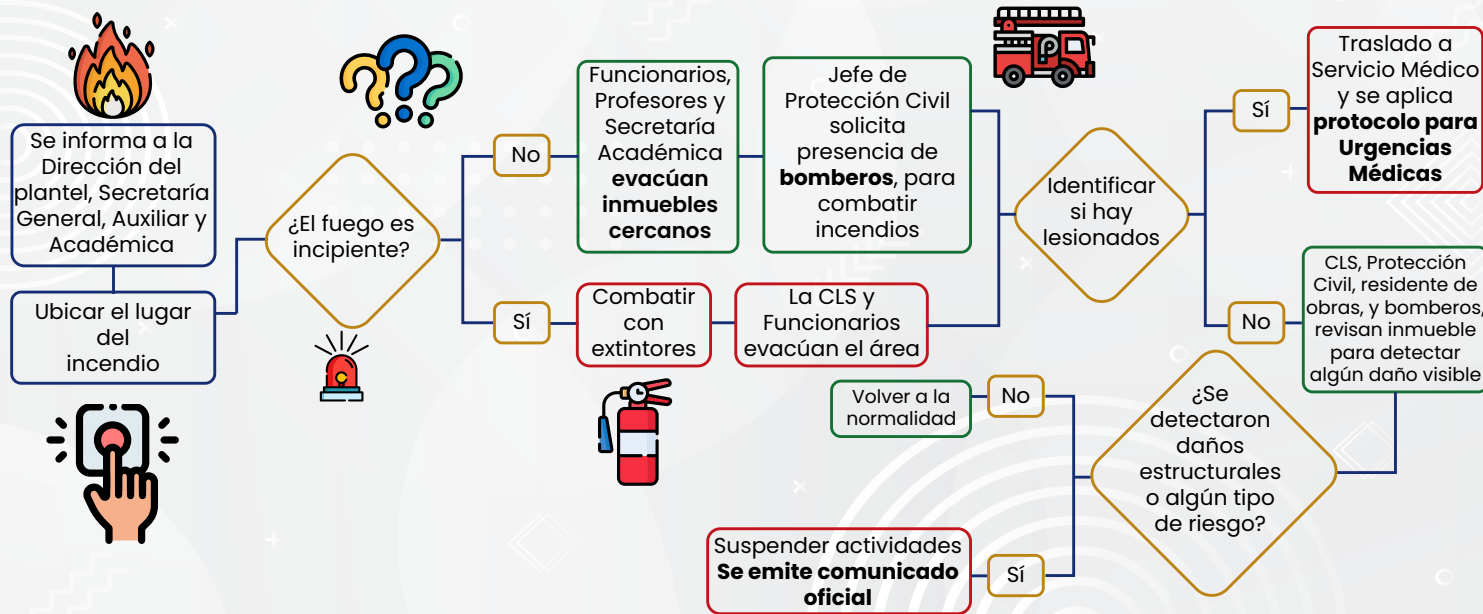 Se informa a la
Dirección del
plantel, Secretaría
General, Auxiliar y
Académica
Ubicar el lugar
del
incendio
¿El fuego es
incipiente?
No
Funcionarios,
Profesores y
Secretaría
Académica
evacúan
inmuebles
cercanos
Jefe de
Protección Civil
solicita
presencia de
bomberos, para
combatir
incendios
Sí
Combatir
con
extintores
La CLS y
Funcionarios
evacúan el área
Identificar
si hay
lesionados
Sí
Traslado a
Servicio Médico
y se aplica
protocolo para
Urgencias
Médicas
No
CLS, Protección
Civil, residente de
obras, y bomberos,
revisan inmueble
para detectar
algún daño visible
¿Se
detectaron
daños
estructurales
o algún tipo
de riesgo?
No
Volver a la
normalidad
Sí
Suspender actividades
Se emite comunicado
oficial